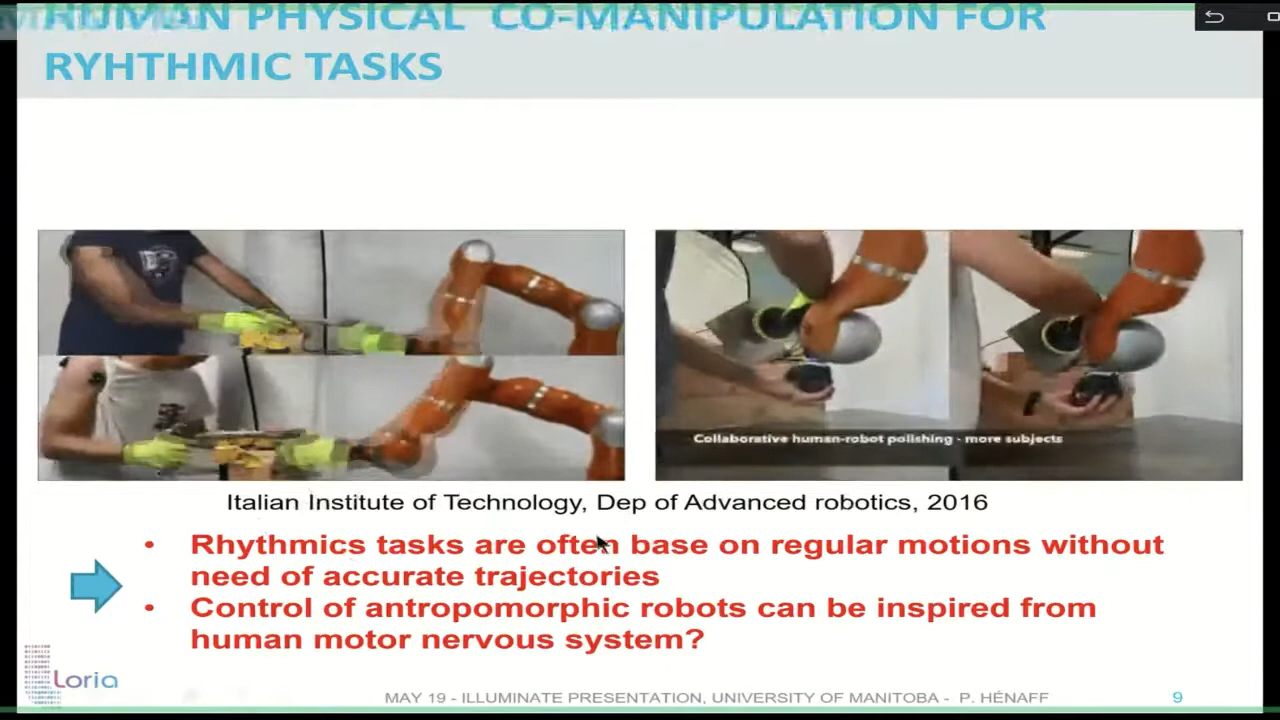 HUMAN PHYSICAL CO-MANIPULATION FOR
RYHTHMIC TASKS
Collaborative human-robot polishing - more subjects
Italian Institute of Technology, Dep of Advanced robotics, 2016
• Rhythmics tasks are often base on regular motions without
need of accurate trajectories
• Control of antropomorphic robots can be inspired from
human motor nervous system?
Loria
MAY 19 - ILLUMINATE PRESENTATION, UNIVERSITY OF MANITOBA - P. HÉNAFF
9